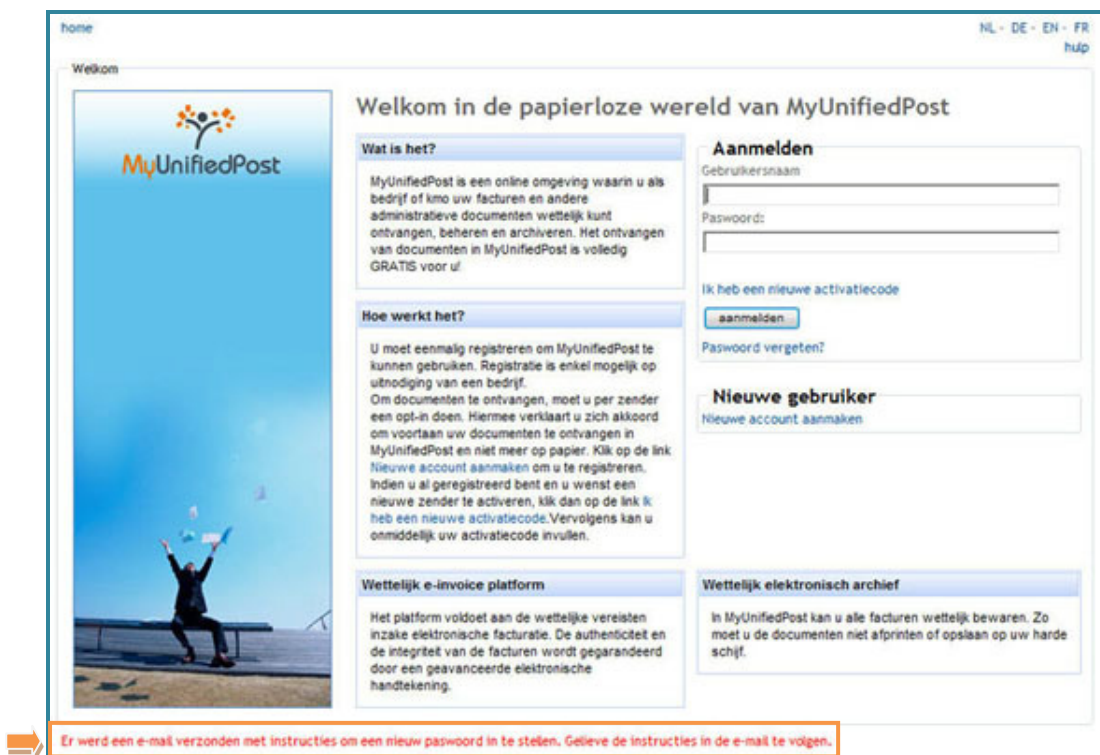 home
NL - DE - EN - FR
hulp
Welkom
MyUnifiedPost
Welkom in de papierloze wereld van MyUnifiedPost
Wat is het?
MyUnifiedPost is een online omgeving waarin u als
bedrijf of kmo uw facturen en andere
administratieve documenten wettelijk kunt
ontvangen, beheren en archiveren. Het ontvangen
van documenten in MyUnifiedPost is volledig
GRATIS voor u!
Hoe werkt het?
U moet eenmalig registreren om MyUnifiedPost te
kunnen gebruiken. Registratie is enkel mogelijk op
uitnodiging van een bedrijf.
Om documenten te ontvangen, moet u per zender
een opt-in doen. Hiermee verklaart u zich akkoord
om voortaan uw documenten te ontvangen in
MyUnifiedPost en niet meer op papier. Klik op de link
Nieuwe account aanmaken om u te registreren.
Indien u al geregistreerd bent en u wenst een
nieuwe zender te activeren, klik dan op de link Ik
heb een nieuwe activatiecode.Vervolgens kan u
onmiddellijk uw activatiecode invullen.
Aanmelden
Gebruikersnaam
Paswoord:
Ik heb een nieuwe activatiecode
aanmelden
Paswoord vergeten?
Nieuwe gebruiker
Nieuwe account aanmaken
Wettelijk e-invoice platform
Het platform voldoet aan de wettelijke vereisten
inzake elektronische facturatie. De authenticiteit en
de integriteit van de facturen wordt gegarandeerd
door een geavanceerde elektronische
handtekening.
Wettelijk elektronisch archief
In MyUnifiedPost kan u alle facturen wettelijk bewaren. Zo
moet u de documenten niet afprinten of opslaan op uw harde
schijf.
Er werd een e-mail verzonden met instructies om een nieuw paswoord in te stellen. Gelieve de instructies in de e-mail te volgen.